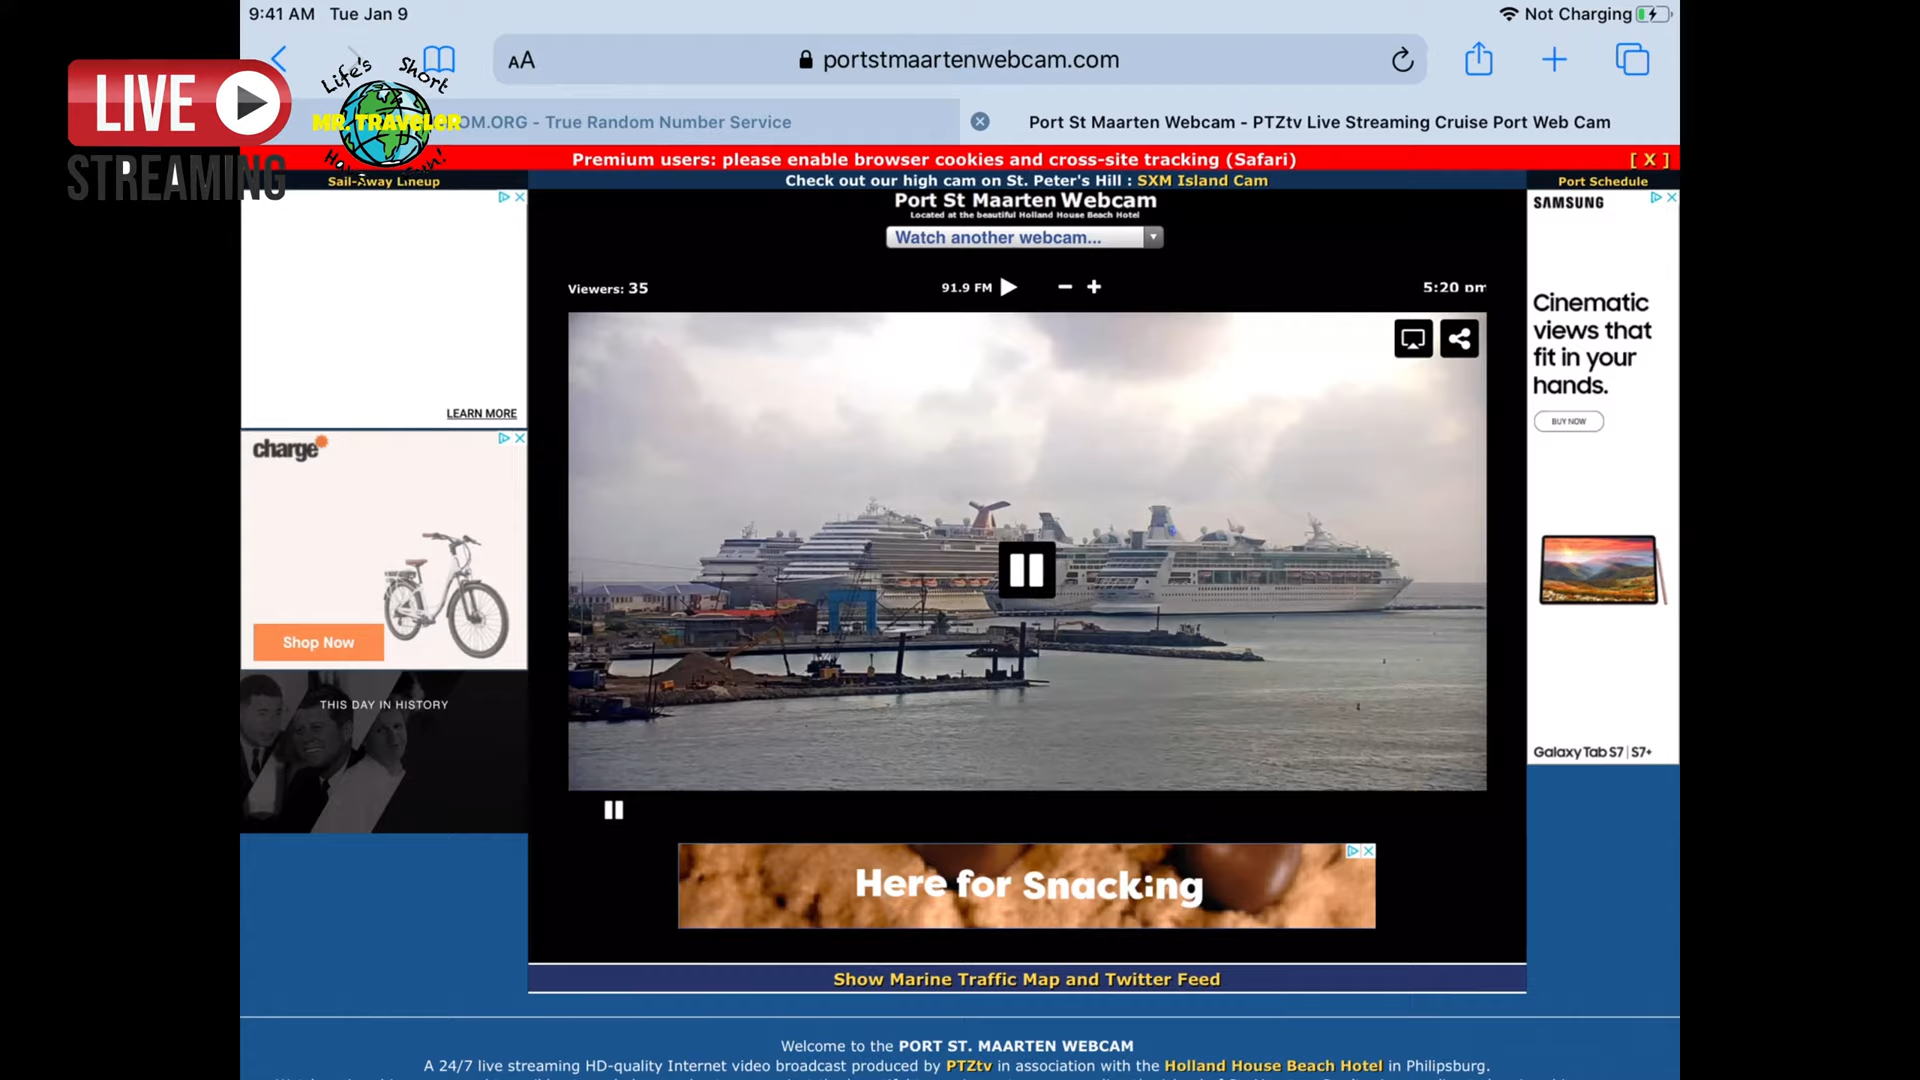 9:41 AM Tue Jan 9
Not Charging
AA
portstmaartenwebcam.com
LIVE
STREAMING
Life's Short
MR. TRAVELER
OM.ORG - True Random Number Service
Port St Maarten Webcam - PTZtv Live Streaming Cruise Port Web Cam
Premium users: please enable browser cookies and cross-site tracking (Safari)
[ X ]
Sail-Away Lineup
Check out our high cam on St. Peter's Hill : SXM Island Cam
Port Schedule
Port St Maarten Webcam
Located at the beautiful Holland House Beach Hotel
Watch another webcam...
Viewers: 35
91.9 FM
5:20 pm
LEARN MORE
charge
Shop Now
THIS DAY IN HISTORY
SAMSUNG
Cinematic
views that
fit in your
hands.
BUY NOW
Galaxy Tab S7 | S7+
Here for Snacking
Show Marine Traffic Map and Twitter Feed
Welcome to the PORT ST. MAARTEN WEBCAM
A 24/7 live streaming HD-quality Internet video broadcast produced by PTZtv in association with the Holland House Beach Hotel in Philipsburg.